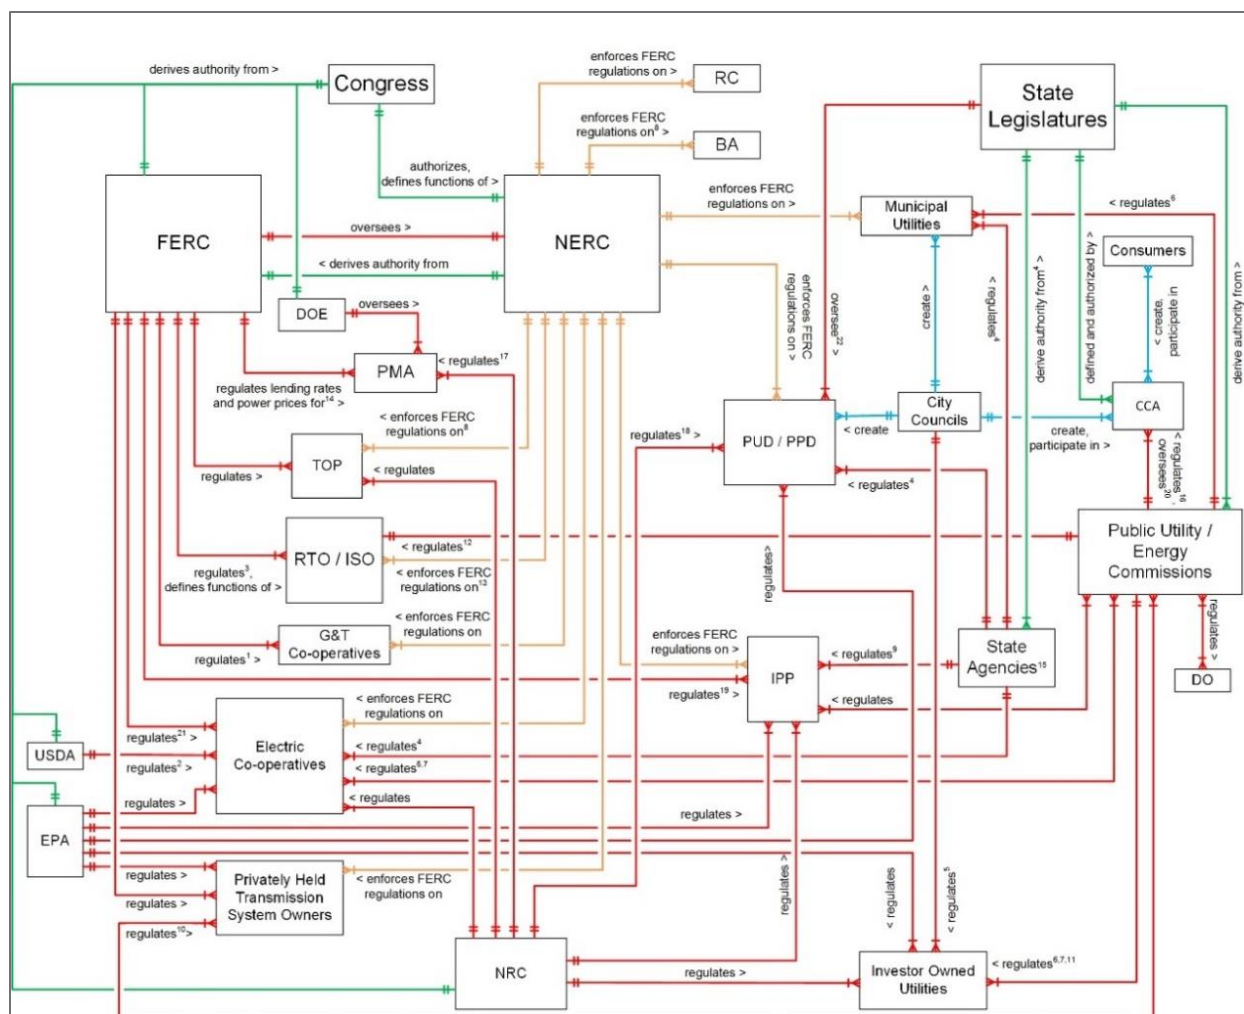 derives authority from >
Congress
enforces FERC
regulations on >
RC
State
Legislatures
enforces FERC
regulations on⁸ >
BA
authorizes,
defines functions of >
FERC
oversees >
NERC
< derives authority from
enforces FERC
regulations on >
Municipal
Utilities
< regulates⁶
Consumers
DOE
oversees >
PMA
< regulates¹⁷
regulates lending rates
and power prices for¹⁴ >
enforces FERC
regulations on >
oversee²² >
< create
< regulates⁴
derive authority from⁴ >
defined and authorized by >
< create,
participate in
derive authority from >
< enforces FERC
regulations on⁸
TOP
regulates >
< regulates
regulates¹⁸ >
PUD / PPD
< create
City
Councils
create,
participate in >
CCA
< regulates⁴
< regulates¹⁶,
oversees²⁰
RTO / ISO
< regulates¹²
< enforces FERC
regulations on¹³
regulates³,
defines functions of >
regulates>
Public Utility /
Energy
Commissions
G&T
Co-operatives
< enforces FERC
regulations on
regulates¹ >
enforces FERC
regulations on >
IPP
< regulates⁹
regulates¹⁹ >
< regulates
State
Agencies¹⁵
regulates >
DO
Electric
Co-operatives
< enforces FERC
regulations on
regulates²¹ >
USDA
regulates² >
< regulates⁴
< regulates⁶,⁷
regulates >
< regulates
EPA
regulates >
regulates >
Privately Held
Transmission
System Owners
< enforces FERC
regulations on
regulates >
regulates¹⁰>
< regulates
< regulates
< regulates⁵
NRC
regulates >
Investor Owned
Utilities
< regulates⁶,⁷,¹¹